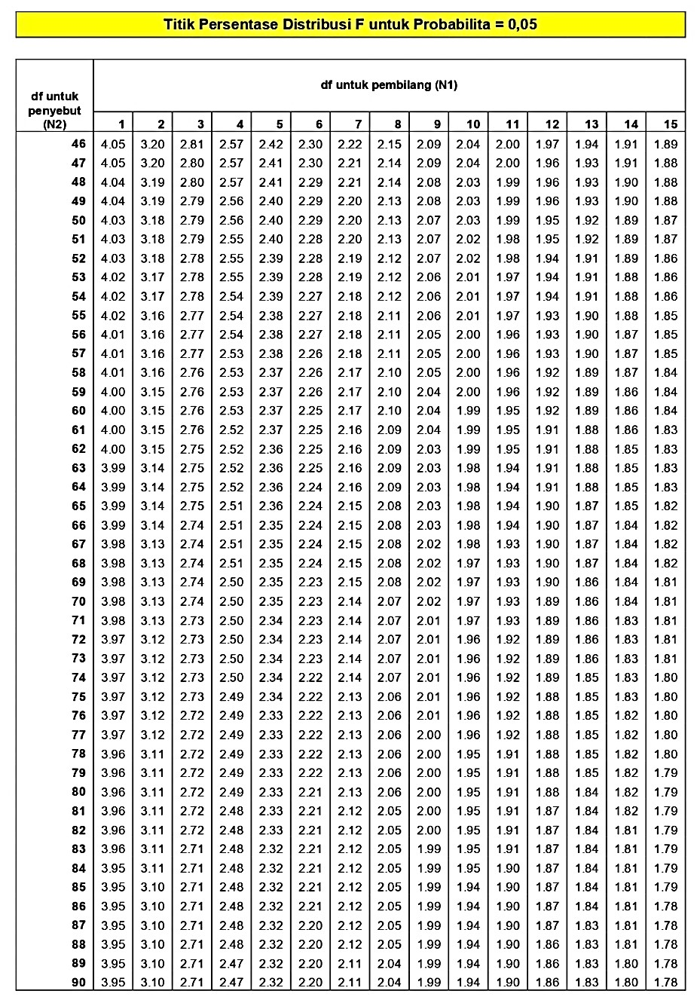 Titik Persentase Distribusi F untuk Probabilita = 0,05
df untuk pembilang (N1)
df untuk
penyebut
(N2)
1 2 3 4 5 6 7 8 9 10 11 12 13 14 15
46 4.05 3.20 2.81 2.57 2.42 2.30 2.22 2.15 2.09 2.04 2.00 1.97 1.94 1.91 1.89
47 4.05 3.20 2.80 2.57 2.41 2.30 2.21 2.14 2.09 2.04 2.00 1.96 1.93 1.91 1.88
48 4.04 3.19 2.80 2.57 2.41 2.29 2.21 2.14 2.08 2.03 1.99 1.96 1.93 1.90 1.88
49 4.04 3.19 2.79 2.56 2.40 2.29 2.20 2.13 2.08 2.03 1.99 1.96 1.93 1.90 1.88
50 4.03 3.18 2.79 2.56 2.40 2.29 2.20 2.13 2.07 2.03 1.99 1.95 1.92 1.89 1.87
51 4.03 3.18 2.79 2.55 2.40 2.28 2.20 2.13 2.07 2.02 1.98 1.95 1.92 1.89 1.87
52 4.03 3.18 2.78 2.55 2.39 2.28 2.19 2.12 2.07 2.02 1.98 1.94 1.91 1.89 1.86
53 4.02 3.17 2.78 2.55 2.39 2.28 2.19 2.12 2.06 2.01 1.97 1.94 1.91 1.88 1.86
54 4.02 3.17 2.78 2.54 2.39 2.27 2.18 2.12 2.06 2.01 1.97 1.94 1.91 1.88 1.86
55 4.02 3.16 2.77 2.54 2.38 2.27 2.18 2.11 2.06 2.01 1.97 1.93 1.90 1.88 1.85
56 4.01 3.16 2.77 2.54 2.38 2.27 2.18 2.11 2.05 2.00 1.96 1.93 1.90 1.87 1.85
57 4.01 3.16 2.77 2.53 2.38 2.26 2.18 2.11 2.05 2.00 1.96 1.93 1.90 1.87 1.85
58 4.01 3.16 2.76 2.53 2.37 2.26 2.17 2.10 2.05 2.00 1.96 1.92 1.89 1.87 1.84
59 4.00 3.15 2.76 2.53 2.37 2.26 2.17 2.10 2.04 2.00 1.96 1.92 1.89 1.86 1.84
60 4.00 3.15 2.76 2.53 2.37 2.25 2.17 2.10 2.04 1.99 1.95 1.92 1.89 1.86 1.84
61 4.00 3.15 2.76 2.52 2.37 2.25 2.16 2.09 2.04 1.99 1.95 1.91 1.88 1.86 1.83
62 4.00 3.15 2.75 2.52 2.36 2.25 2.16 2.09 2.03 1.99 1.95 1.91 1.88 1.85 1.83
63 3.99 3.14 2.75 2.52 2.36 2.25 2.16 2.09 2.03 1.98 1.94 1.91 1.88 1.85 1.83
64 3.99 3.14 2.75 2.52 2.36 2.24 2.16 2.09 2.03 1.98 1.94 1.91 1.88 1.85 1.83
65 3.99 3.14 2.75 2.51 2.36 2.24 2.15 2.08 2.03 1.98 1.94 1.90 1.87 1.85 1.82
66 3.99 3.14 2.74 2.51 2.35 2.24 2.15 2.08 2.03 1.98 1.94 1.90 1.87 1.84 1.82
67 3.98 3.13 2.74 2.51 2.35 2.24 2.15 2.08 2.02 1.98 1.93 1.90 1.87 1.84 1.82
68 3.98 3.13 2.74 2.51 2.35 2.24 2.15 2.08 2.02 1.97 1.93 1.90 1.87 1.84 1.82
69 3.98 3.13 2.74 2.50 2.35 2.23 2.15 2.08 2.02 1.97 1.93 1.90 1.86 1.84 1.81
70 3.98 3.13 2.74 2.50 2.35 2.23 2.14 2.07 2.02 1.97 1.93 1.89 1.86 1.84 1.81
71 3.98 3.13 2.73 2.50 2.34 2.23 2.14 2.07 2.01 1.97 1.93 1.89 1.86 1.83 1.81
72 3.97 3.12 2.73 2.50 2.34 2.23 2.14 2.07 2.01 1.96 1.92 1.89 1.86 1.83 1.81
73 3.97 3.12 2.73 2.50 2.34 2.23 2.14 2.07 2.01 1.96 1.92 1.89 1.86 1.83 1.81
74 3.97 3.12 2.73 2.50 2.34 2.22 2.14 2.07 2.01 1.96 1.92 1.89 1.85 1.83 1.80
75 3.97 3.12 2.73 2.49 2.34 2.22 2.13 2.06 2.01 1.96 1.92 1.88 1.85 1.83 1.80
76 3.97 3.12 2.72 2.49 2.33 2.22 2.13 2.06 2.01 1.96 1.92 1.88 1.85 1.82 1.80
77 3.97 3.12 2.72 2.49 2.33 2.22 2.13 2.06 2.00 1.96 1.92 1.88 1.85 1.82 1.80
78 3.96 3.11 2.72 2.49 2.33 2.22 2.13 2.06 2.00 1.95 1.91 1.88 1.85 1.82 1.80
79 3.96 3.11 2.72 2.49 2.33 2.22 2.13 2.06 2.00 1.95 1.91 1.88 1.85 1.82 1.79
80 3.96 3.11 2.72 2.49 2.33 2.21 2.13 2.06 2.00 1.95 1.91 1.88 1.84 1.82 1.79
81 3.96 3.11 2.72 2.48 2.33 2.21 2.12 2.05 2.00 1.95 1.91 1.87 1.84 1.82 1.79
82 3.96 3.11 2.72 2.48 2.33 2.21 2.12 2.05 2.00 1.95 1.91 1.87 1.84 1.81 1.79
83 3.96 3.11 2.71 2.48 2.32 2.21 2.12 2.05 1.99 1.95 1.91 1.87 1.84 1.81 1.79
84 3.95 3.11 2.71 2.48 2.32 2.21 2.12 2.05 1.99 1.95 1.90 1.87 1.84 1.81 1.79
85 3.95 3.10 2.71 2.48 2.32 2.21 2.12 2.05 1.99 1.94 1.90 1.87 1.84 1.81 1.79
86 3.95 3.10 2.71 2.48 2.32 2.21 2.12 2.05 1.99 1.94 1.90 1.87 1.84 1.81 1.78
87 3.95 3.10 2.71 2.48 2.32 2.20 2.12 2.05 1.99 1.94 1.90 1.87 1.83 1.81 1.78
88 3.95 3.10 2.71 2.48 2.32 2.20 2.12 2.05 1.99 1.94 1.90 1.86 1.83 1.81 1.78
89 3.95 3.10 2.71 2.47 2.32 2.20 2.11 2.04 1.99 1.94 1.90 1.86 1.83 1.80 1.78
90 3.95 3.10 2.71 2.47 2.32 2.20 2.11 2.04 1.99 1.94 1.90 1.86 1.83 1.80 1.78